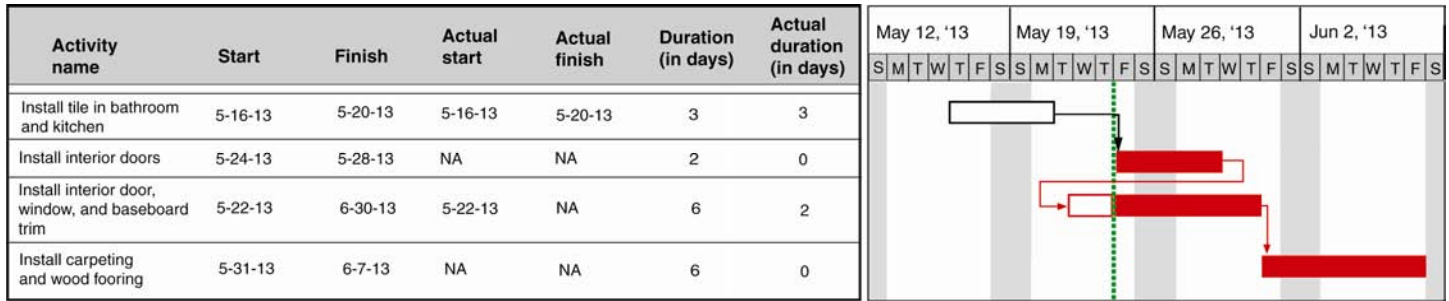 Activity name Start Finish Actual start Actual finish Duration (in days) Actual duration (in days)
Install tile in bathroom and kitchen 5-16-13 5-20-13 5-16-13 5-20-13 3 3
Install interior doors 5-24-13 5-28-13 NA NA 2 0
Install interior door, window, and baseboard trim 5-22-13 6-30-13 5-22-13 NA 6 2
Install carpeting and wood fooring 5-31-13 6-7-13 NA NA 6 0
May 12, '13 May 19, '13 May 26, '13 Jun 2, '13
S M T W T F S S M T W T F S S M T W T F S S M T W T F S